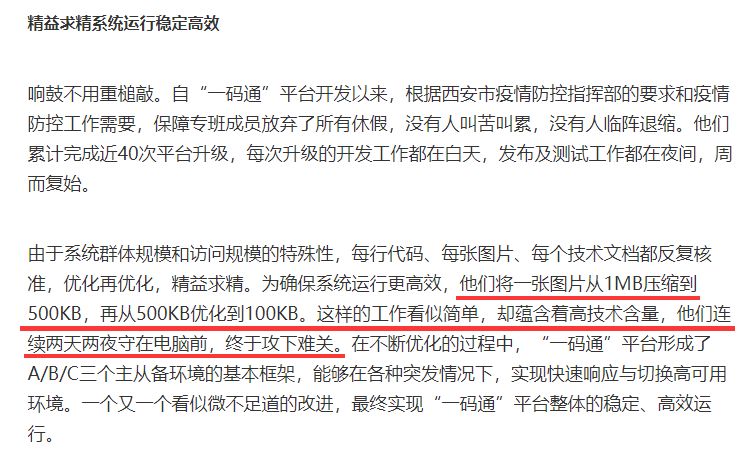 精益求精系统运行稳定高效
响鼓不用重槌敲。自“一码通”平台开发以来，根据西安市疫情防控指挥部的要求和疫情
防控工作需要，保障专班成员放弃了所有休假，没有人叫苦叫累，没有人临阵退缩。他们
累计完成近40次平台升级，每次升级的开发工作都在白天，发布及测试工作都在夜间，周
而复始。
由于系统群体规模和访问规模的特殊性，每行代码、每张图片、每个技术文档都反复核
准，优化再优化，精益求精。为确保系统运行更高效，他们将一张图片从1MB压缩到
500KB，再从500KB优化到100KB。这样的工作看似简单，却蕴含着高技术含量，他们连
续两天两夜守在电脑前，终于攻下难关。在不断优化的过程中，“一码通”平台形成了
A/B/C三个主从备环境的基本框架，能够在各种突发情况下，实现快速响应与切换高可用
环境。一个又一个看似微不足道的改进，最终实现“一码通”平台整体的稳定、高效运
行。